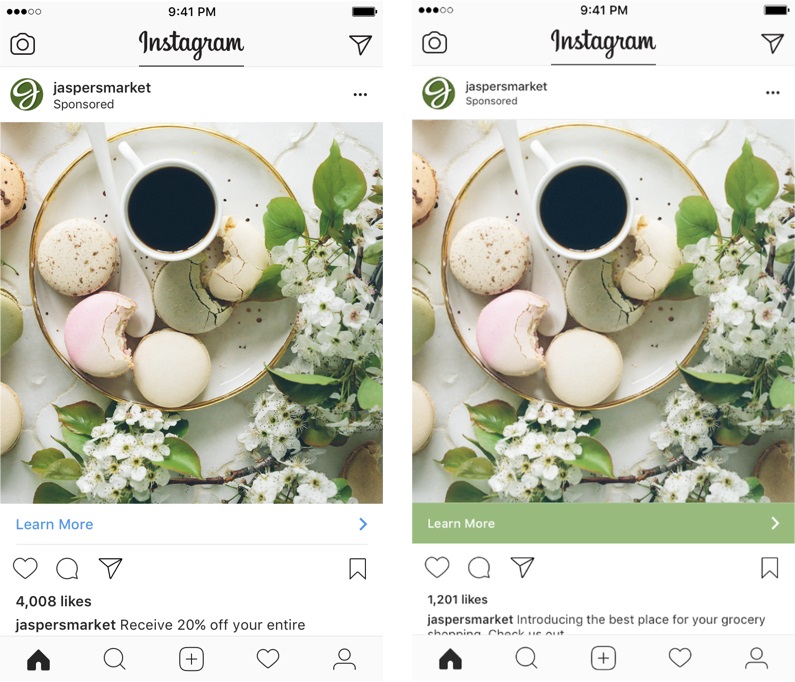 9:41 PM
Instagram
jaspersmarket
Sponsored
Learn More
4,008 likes
jaspersmarket Receive 20% off your entire
9:41 PM
Instagram
jaspersmarket
Sponsored
Learn More
1,201 likes
jaspersmarket Introducing the best place for your grocery
shopping. Check us out